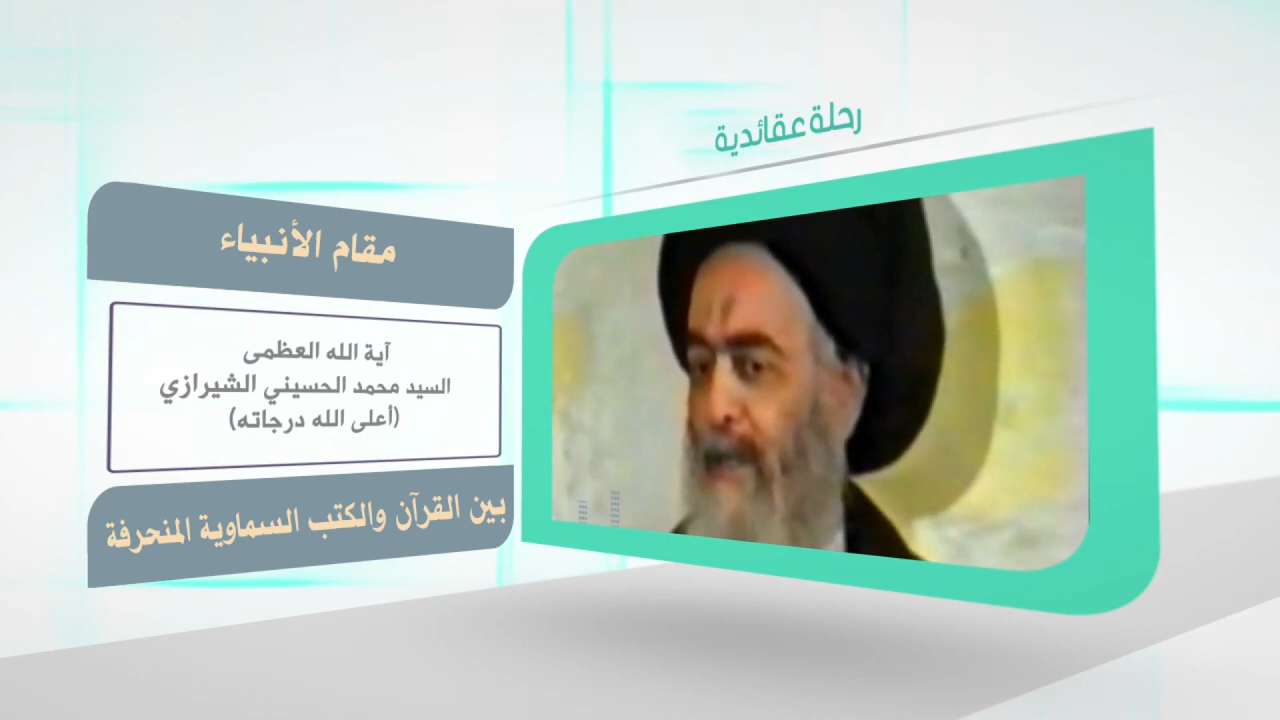 رحلة عقائدية
مقام الأنبياء
آية الله العظمى
السيد محمد الحسيني الشيرازي
(أعلى الله درجاته)
بين القرآن والكتب السماوية المنحرفة